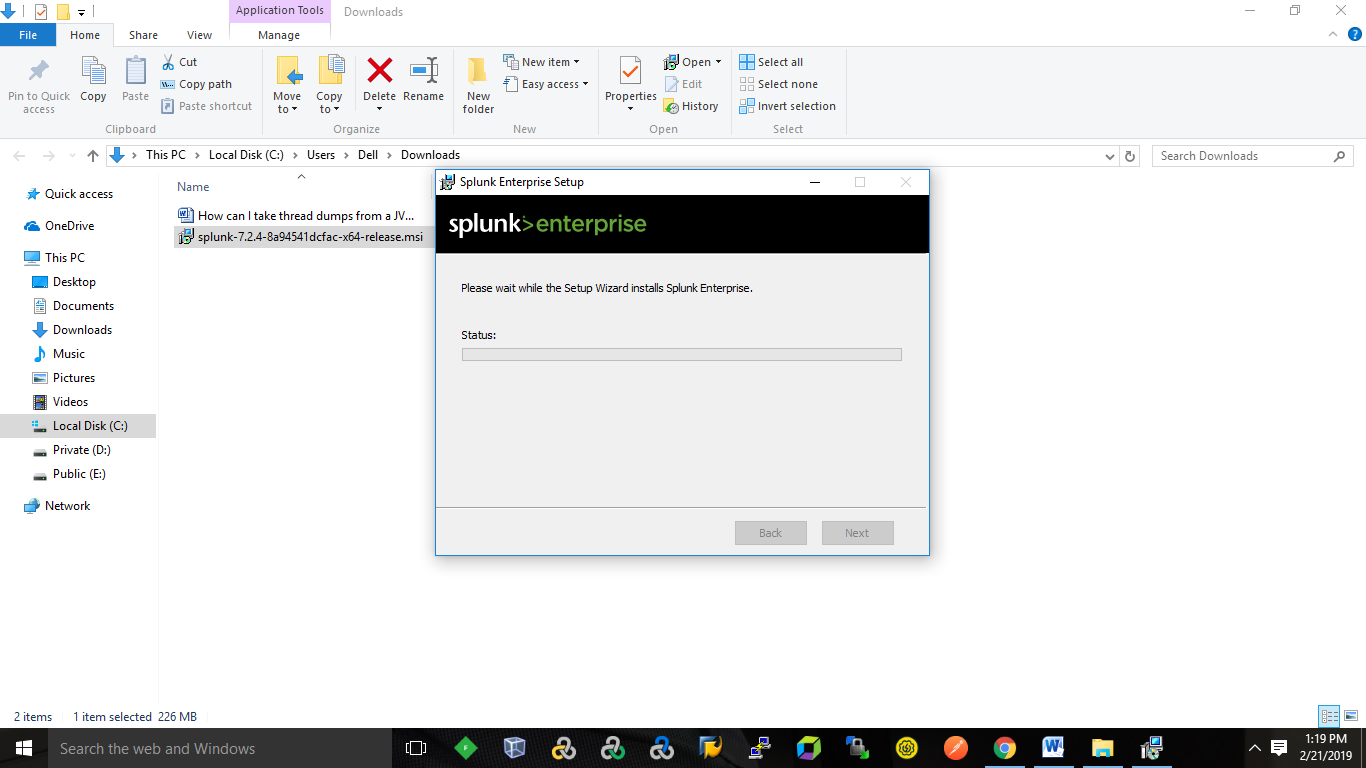 Application Tools
Downloads
File
Home
Share
View
Manage
Pin to Quick access
Copy
Paste
Cut
Copy path
Paste shortcut
Clipboard
Move to
Copy to
Delete
Rename
Organize
New folder
New item
Easy access
New
Properties
Open
Edit
History
Open
Select all
Select none
Invert selection
Select
This PC > Local Disk (C:) > Users > Dell > Downloads
Search Downloads
Quick access
OneDrive
This PC
Desktop
Documents
Downloads
Music
Pictures
Videos
Local Disk (C:)
Private (D:)
Public (E:)
Network
Name
How can I take thread dumps from a JV...
splunk-7.2.4-8a94541dcfac-x64-release.msi
Splunk Enterprise Setup
splunk>enterprise
Please wait while the Setup Wizard installs Splunk Enterprise.
Status:
Back
Next
2 items
1 item selected 226 MB
Search the web and Windows
1:19 PM
2/21/2019